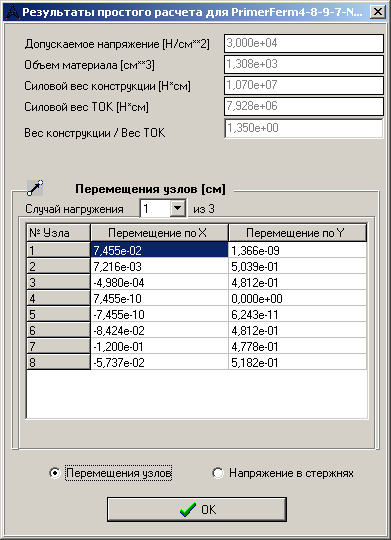 Результаты простого расчета для PrimerFerm4-8-9-7-N...
Допускаемое напряжение [Н/см**2] 3,000e+04
Объем материала [см**3] 1,308e+03
Силовой вес конструкции [Н*см] 1,070e+07
Силовой вес ТОК [Н*см] 7,928e+06
Вес конструкции / Вес ТОК 1,350e+00
Перемещения узлов [см]
Случай нагружения 1 из 3
№ Узла Перемещение по X Перемещение по Y
1 7,455e-02 1,366e-09
2 7,216e-03 5,039e-01
3 -4,980e-04 4,812e-01
4 7,455e-10 0,000e+00
5 -7,455e-10 6,243e-11
6 -8,424e-02 4,812e-01
7 -1,200e-01 4,778e-01
8 -5,737e-02 5,182e-01
Перемещения узлов Напряжение в стержнях
OK